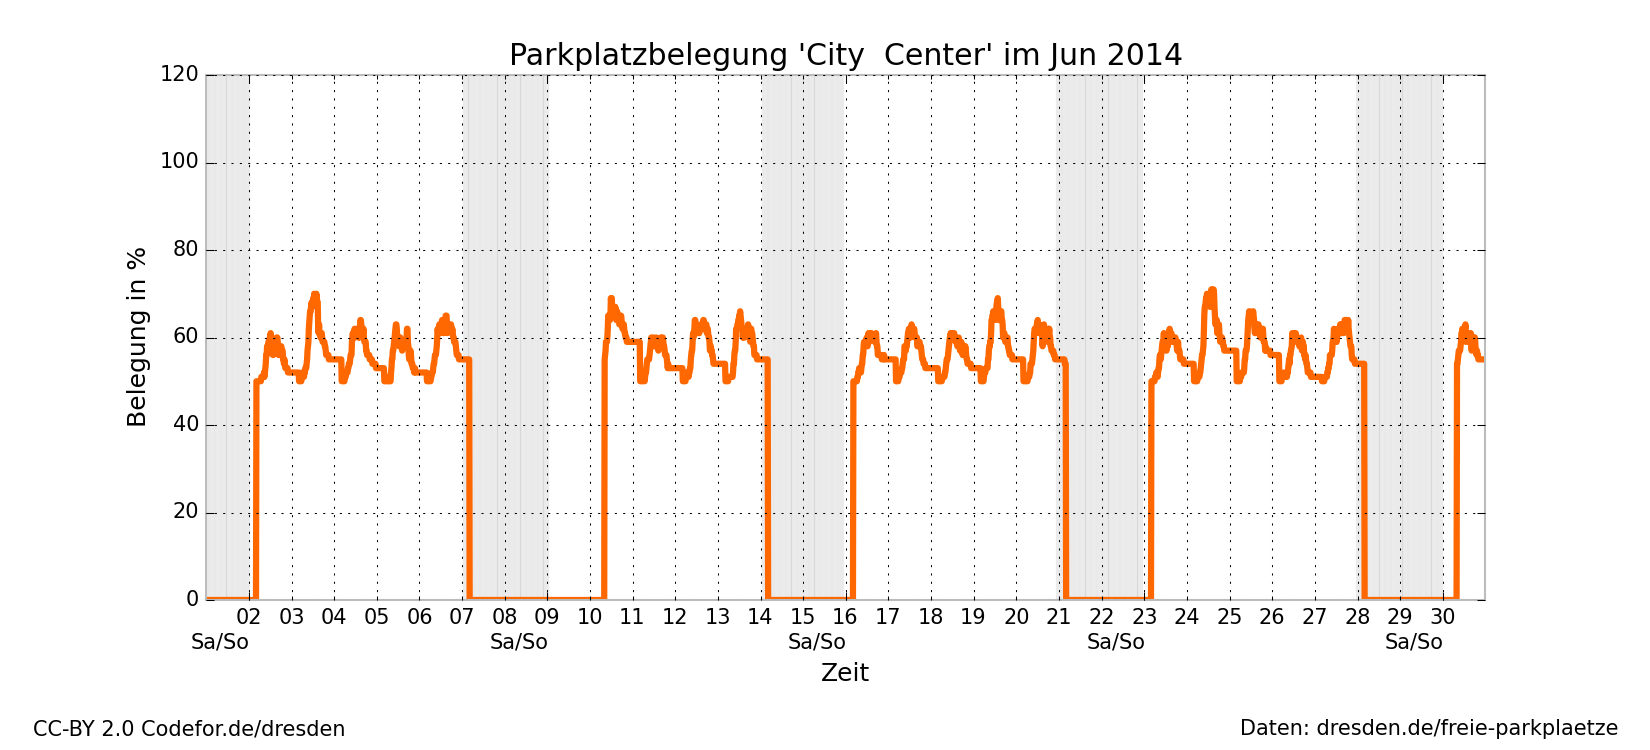 Parkplatzbelegung 'City  Center' im Jun 2014
120
100
80
60
40
20
0
Belegung in %
02 03 04 05 06 07 08 09 10 11 12 13 14 15 16 17 18 19 20 21 22 23 24 25 26 27 28 29 30
Sa/So Sa/So Sa/So Sa/So Sa/So
Zeit
CC-BY 2.0 Codefor.de/dresden
Daten: dresden.de/freie-parkplaetze